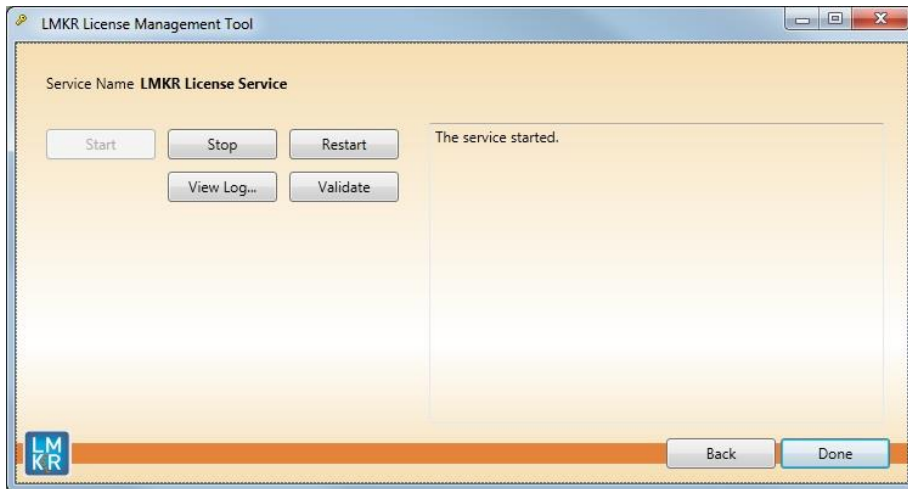 LMKR License Management Tool
Service Name LMKR License Service
Start Stop Restart
The service started.
View Log... Validate
LM
KR
Back Done